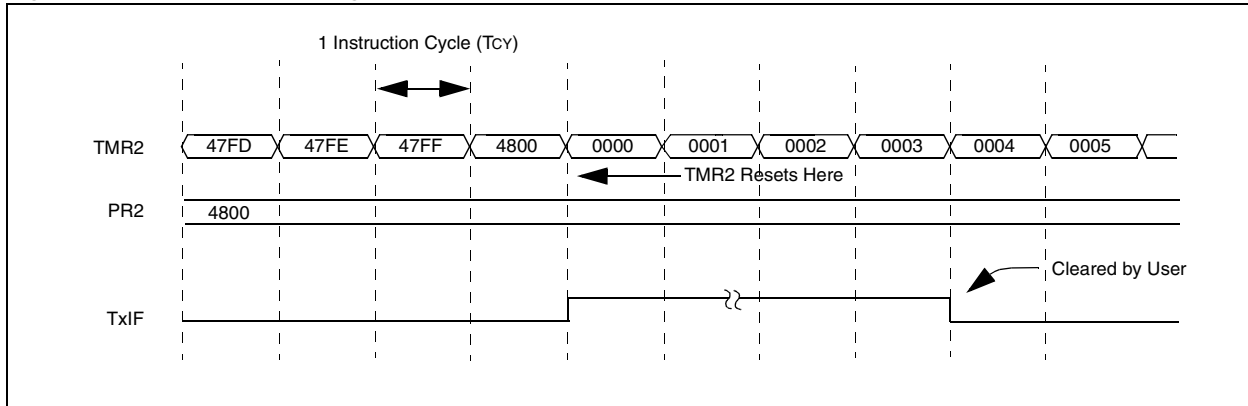 1 Instruction Cycle (TCY)
TMR2 47FD 47FE 47FF 4800 0000 0001 0002 0003 0004 0005
TMR2 Resets Here
PR2 4800
Cleared by User
TxIF